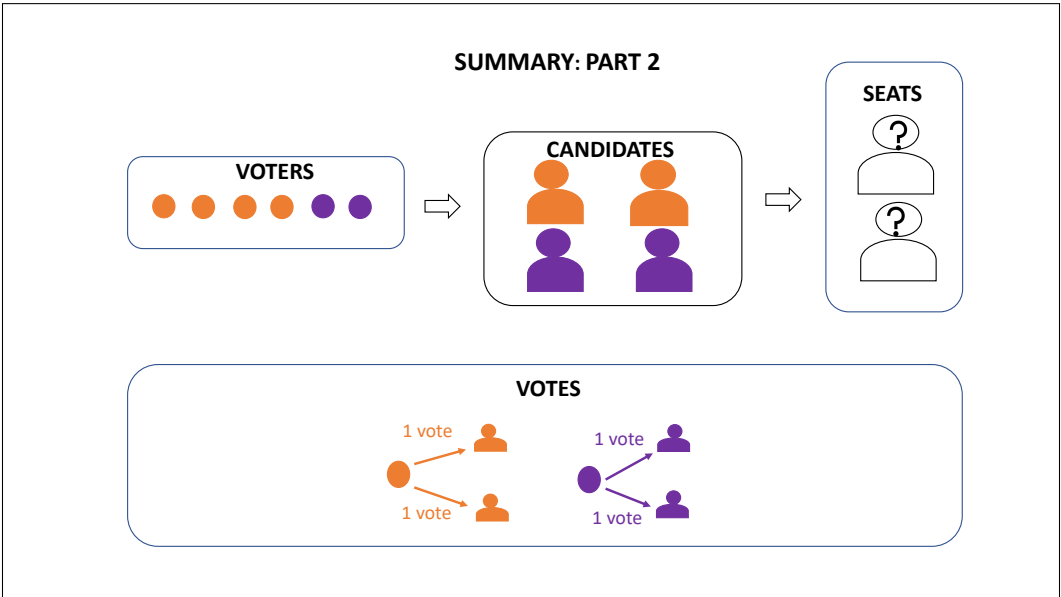 SUMMARY: PART 2
SEATS
?
?
VOTERS
CANDIDATES
VOTES
1 vote
1 vote
1 vote
1 vote